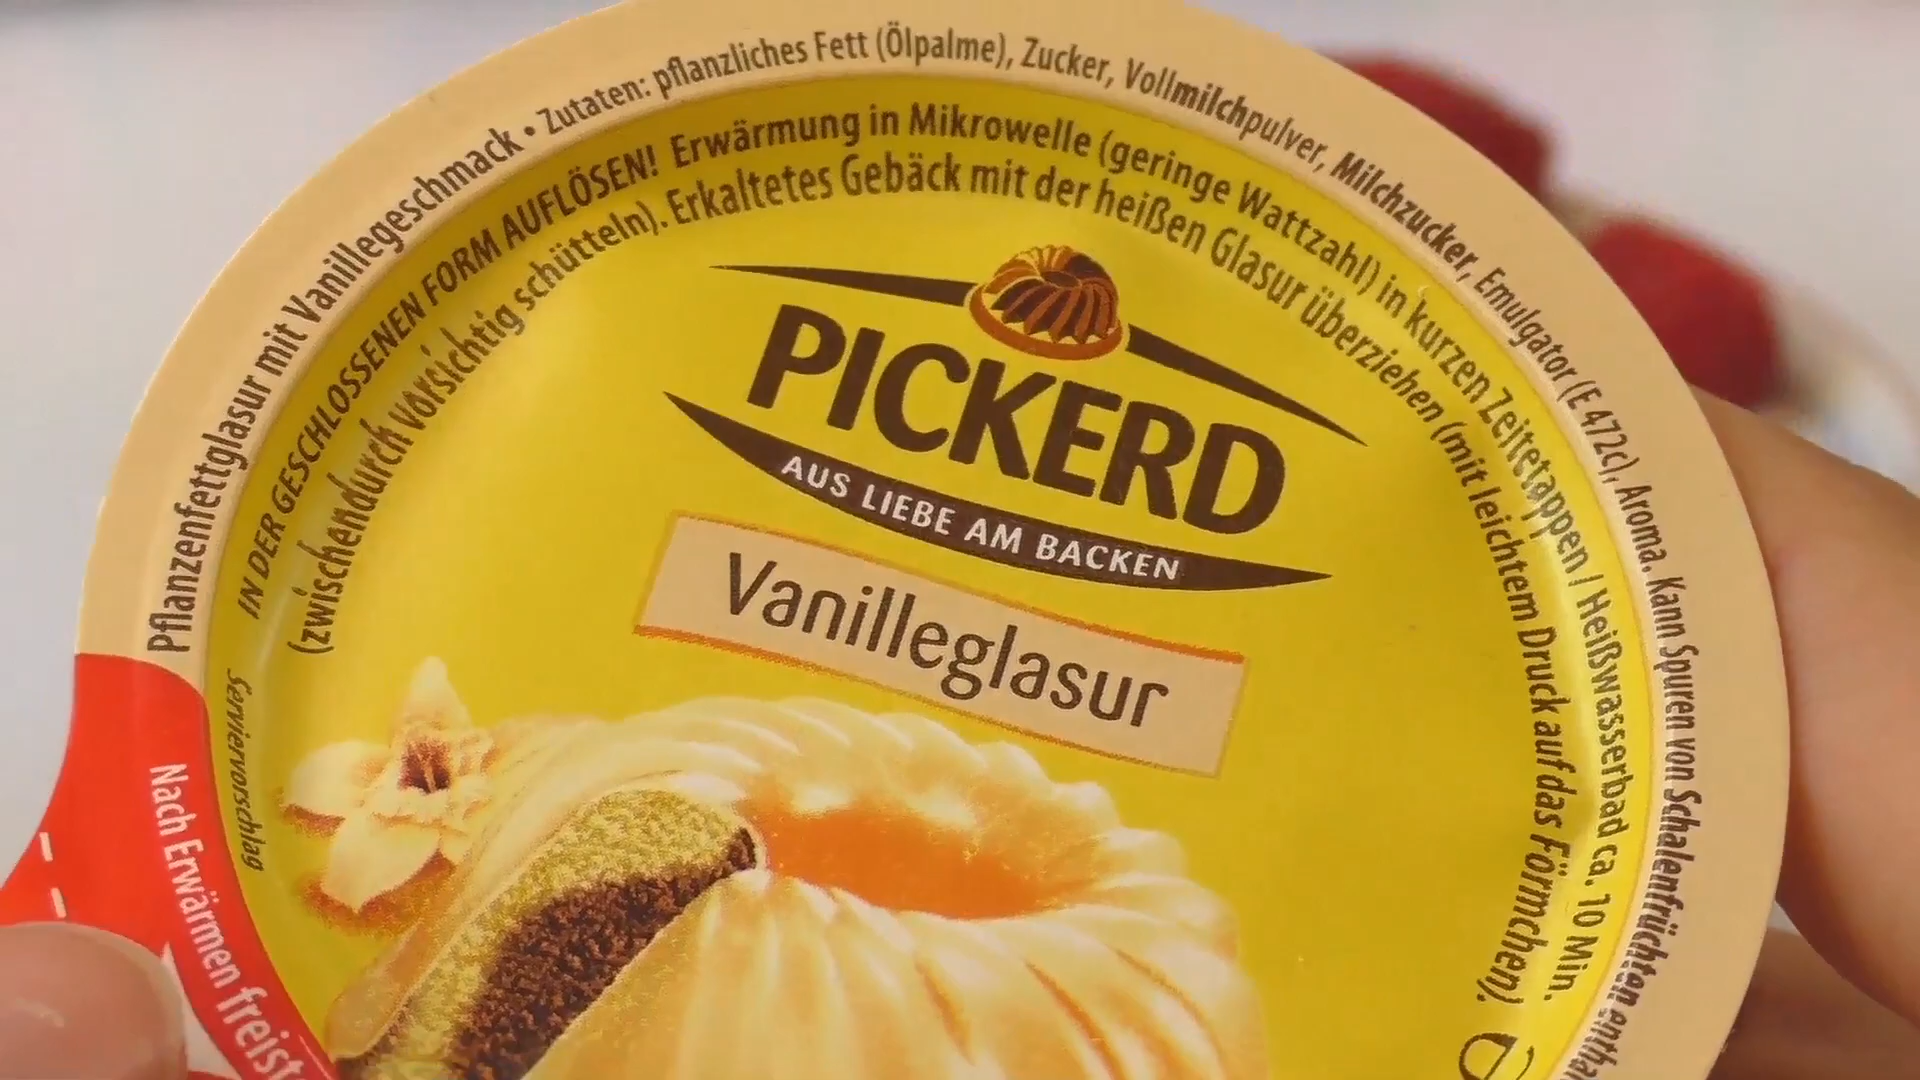 Pflanzenfettglasur mit Vanillegeschmack • Zutaten: pflanzliches Fett (Ölpalme), Zucker, Vollmilchpulver, Milchzucker, Emulgator (E 472c), Aroma. Kann Spuren von Schalenfrüchten
IN DER GESCHLOSSENEN FORM AUFLÖSEN! Erwärmung in Mikrowelle (geringe Wattzahl) in kurzen Zeitetappen / Heißwasserbad ca. 10 Min.
(zwischendurch vorsichtig schütteln). Erkaltetes Gebäck mit der heißen Glasur überziehen (mit leichtem Druck auf das Förmchen).
PICKERD
AUS LIEBE AM BACKEN
Vanilleglasur
Serviervorschlag
Nach Erwärmen
℮